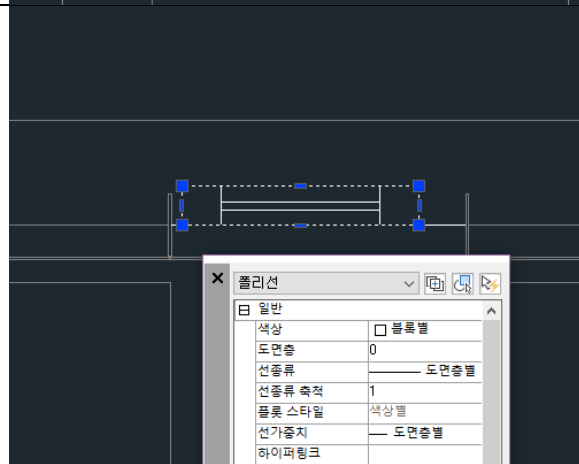 폴리선
일반
색상 블록별
도면층 0
선종류 도면층별
선종류 축척 1
플롯 스타일 색상별
선가중치 도면층별
하이퍼링크